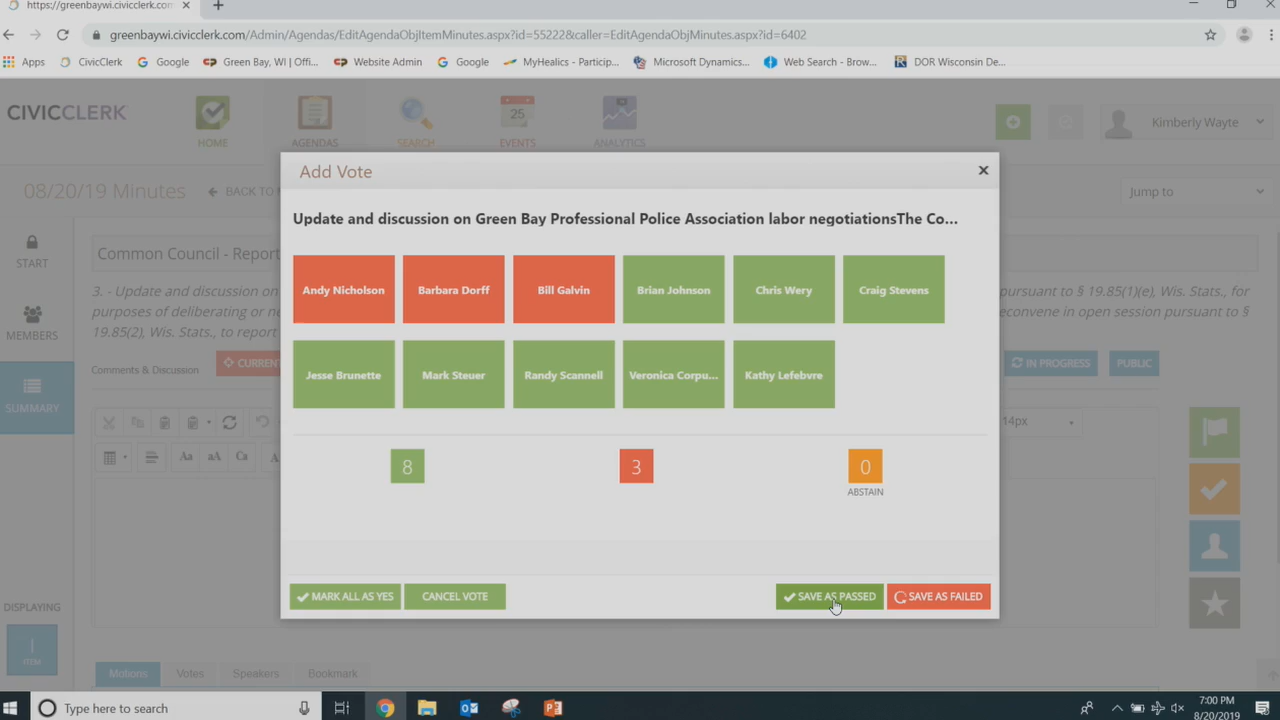 https://greenbaywi.civicclerk.com
greenbaywi.civicclerk.com/Admin/Agendas/EditAgendaObjItemMinutes.aspx?id=55222&caller=EditAgendaObjMinutes.aspx?id=6402
Apps CivicClerk Google Green Bay, WI | Offi... Website Admin Google MyHealics - Particip... Microsoft Dynamics... Web Search - Brow... DOR Wisconsin De...
CIVICCLERK
25
HOME AGENDAS SEARCH EVENTS ANALYTICS
Kimberly Wayte
08/20/19 Minutes
BACK TO
Jump to
Add Vote
Update and discussion on Green Bay Professional Police Association labor negotiationsThe Co...
START
MEMBERS
SUMMARY
Common Council - Report
3. - Update and discussion on
pursuant to § 19.85(1)(e), Wis. Stats., for
purposes of deliberating or ne
econvene in open session pursuant to §
19.85(2), Wis. Stats., to report
Comments & Discussion
CURRENT
IN PROGRESS
PUBLIC
14px
Andy Nicholson Barbara Dorff Bill Galvin Brian Johnson Chris Wery Craig Stevens
Jesse Brunette Mark Steuer Randy Scannell Veronica Corpu... Kathy Lefebvre
8 3 0
ABSTAIN
MARK ALL AS YES CANCEL VOTE SAVE AS PASSED SAVE AS FAILED
DISPLAYING
1
ITEM
Motions Votes Speakers Bookmark
Type here to search
7:00 PM
8/20/2019